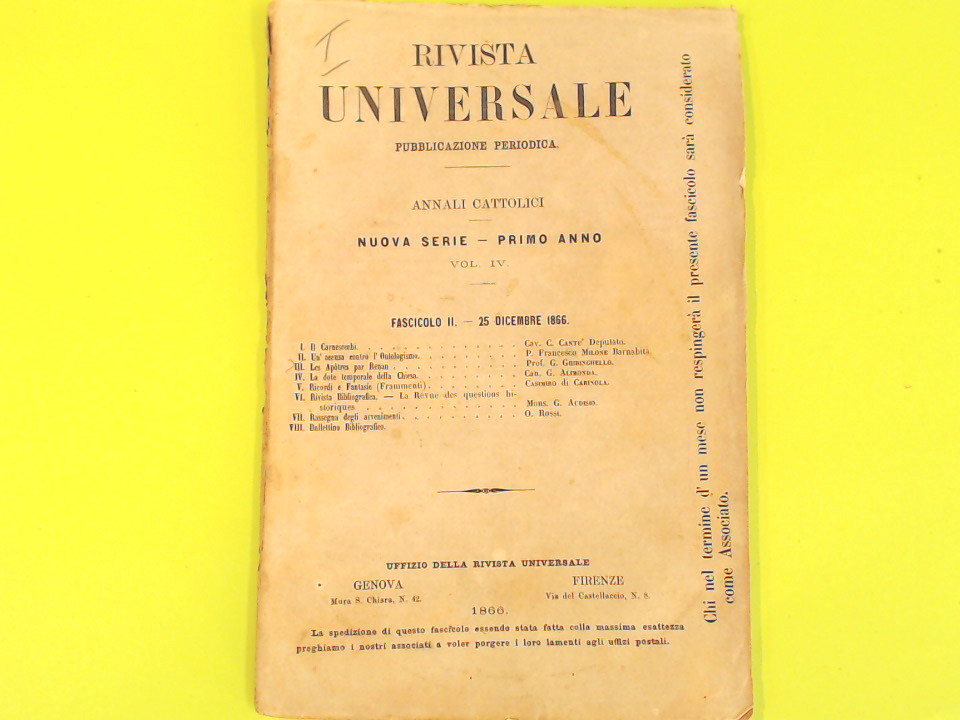 I
RIVISTA
UNIVERSALE
PUBBLICAZIONE PERIODICA.
ANNALI CATTOLICI
NUOVA SERIE — PRIMO ANNO
VOL. IV.
FASCICOLO II. — 25 DICEMBRE 1866.
I. Il Carnesecchi. . . . . . . . . . . . . . Cav. C. CANTU' Deputato.
II. Un' accusa contro l'Ontologismo. . . . . . . . . P. Francesco MILONE Barnabita
III. Les Apôtres par Renan . . . . . . . . . . . Prof. G. GHIRINGHELLO.
IV. La dote temporale della Chiesa. . . . . . . . . Can. G. ALIMONDA.
V. Ricordi e Fantasie (Frammenti) . . . . . . . . CASIMIRO di CARINOLA.
VI. Rivista Bibliografica. — La Revue des questions hi-
storiques . . . . . . . . . . . . . Mons. G. AUDISIO.
VII. Rassegna degli avvenimenti. . . . . . . . . . O. ROSSI.
VIII. Bullettino Bibliografico.
UFFIZIO DELLA RIVISTA UNIVERSALE
GENOVA
Mura S. Chiara, N. 42.
FIRENZE
Via del Castellaccio, N. 8.
1866.
La spedizione di questo fascicolo essendo stata fatta colla massima esattezza
preghiamo i nostri associati a voler porgere i loro lamenti agli uffizi postali.
Chi nel termine d'un mese non respingerà il presente fascicolo sarà considerato
come Associato.